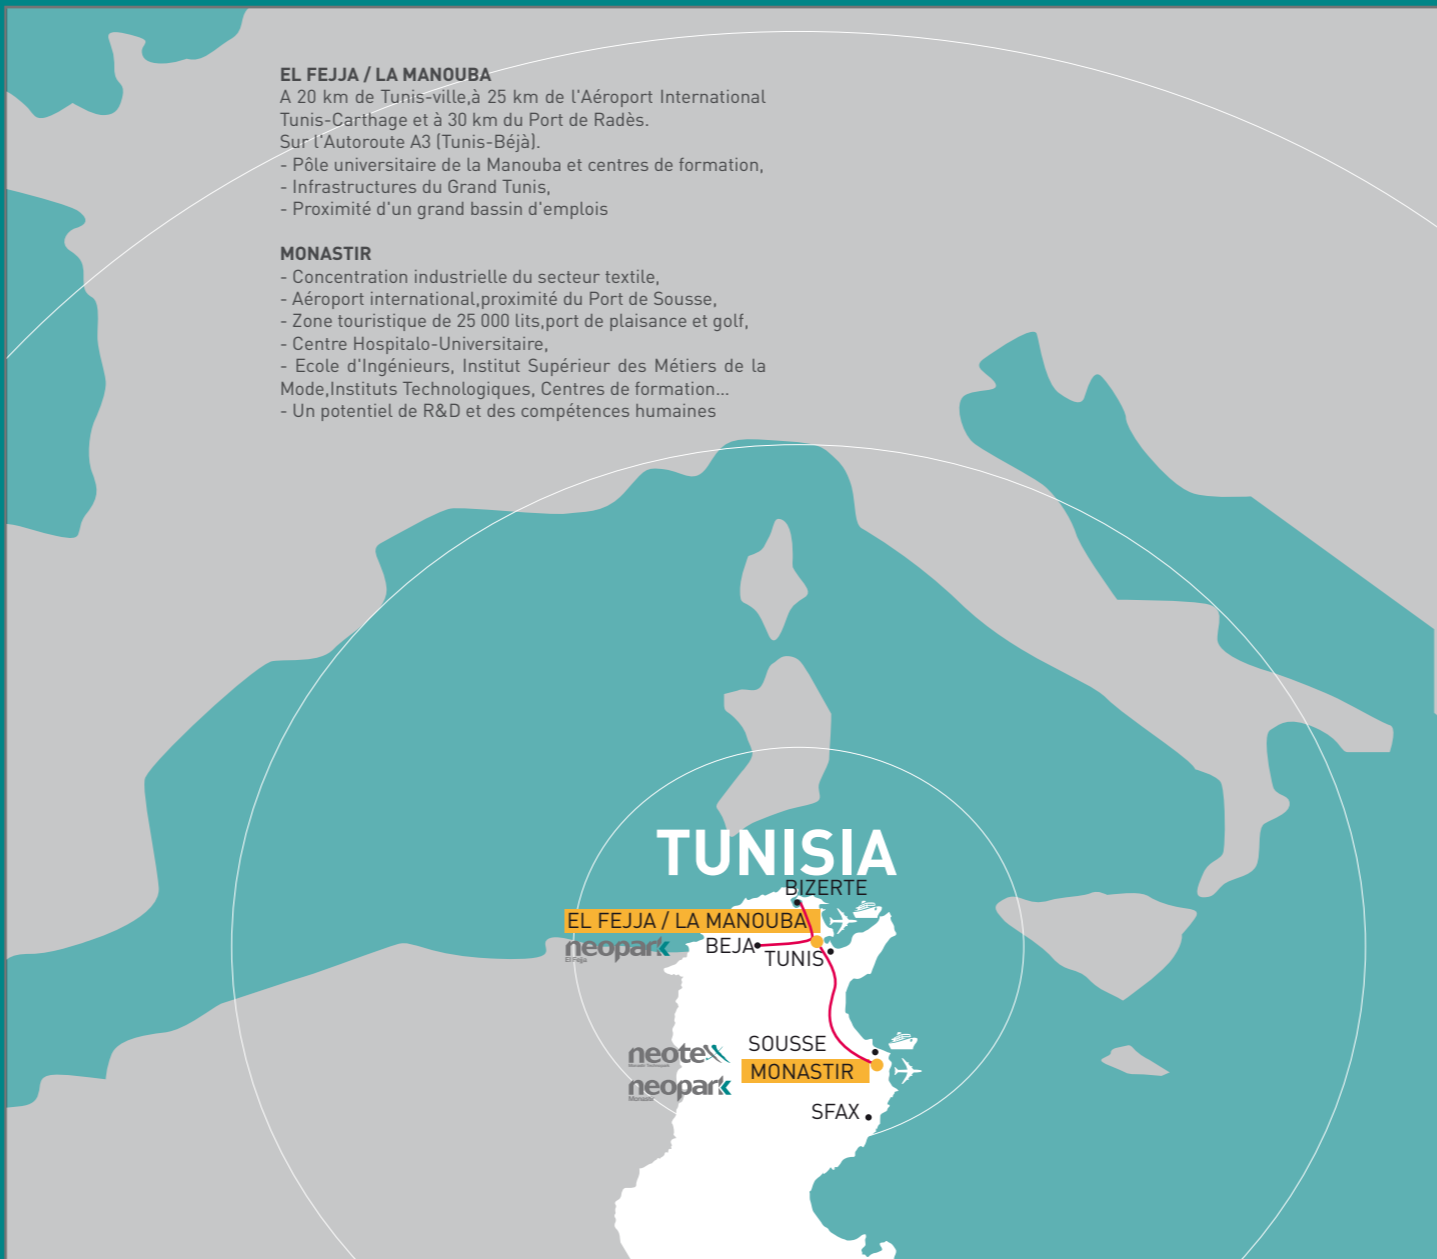 EL FEJJA / LA MANOUBA
A 20 km de Tunis-ville,à 25 km de l'Aéroport International
Tunis-Carthage et à 30 km du Port de Radès.
Sur l'Autoroute A3 (Tunis-Béjà).
- Pôle universitaire de la Manouba et centres de formation,
- Infrastructures du Grand Tunis,
- Proximité d'un grand bassin d'emplois
MONASTIR
- Concentration industrielle du secteur textile,
- Aéroport international,proximité du Port de Sousse,
- Zone touristique de 25 000 lits,port de plaisance et golf,
- Centre Hospitalo-Universitaire,
- Ecole d'Ingénieurs, Institut Supérieur des Métiers de la
Mode,Instituts Technologiques, Centres de formation...
- Un potentiel de R&D et des compétences humaines
TUNISIA
BIZERTE
EL FEJJA / LA MANOUBA
neopark
El Fejja
BEJA
TUNIS
SOUSSE
neotex
MONASTIR
neopark
Monastir
SFAX